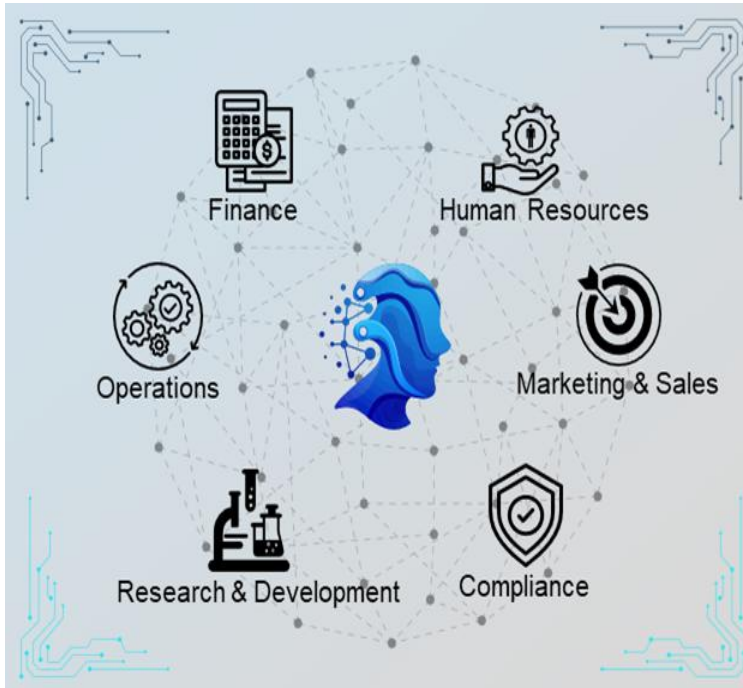 Finance
Human Resources
Operations
Marketing & Sales
Research & Development
Compliance